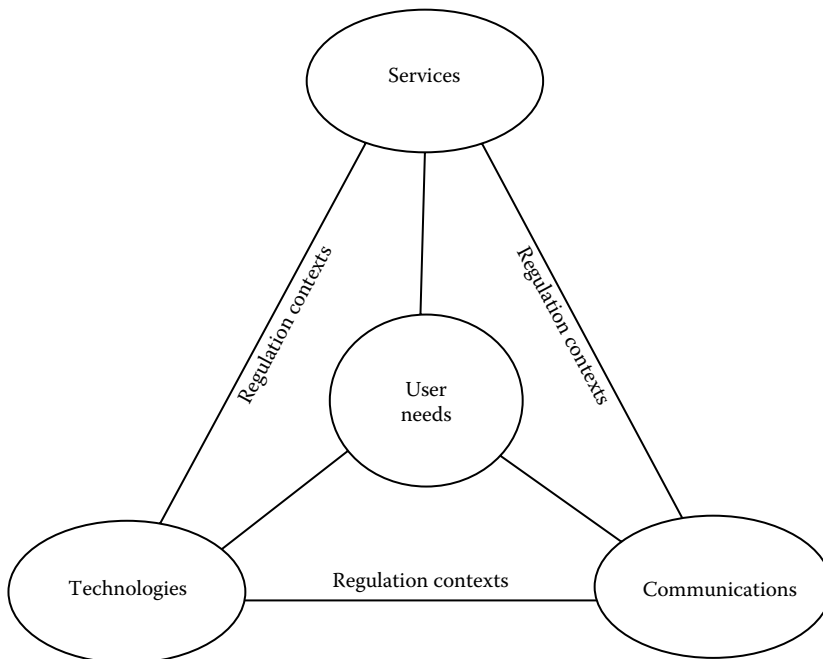 Services
Regulation contexts
Regulation contexts
User
needs
Technologies
Regulation contexts
Communications